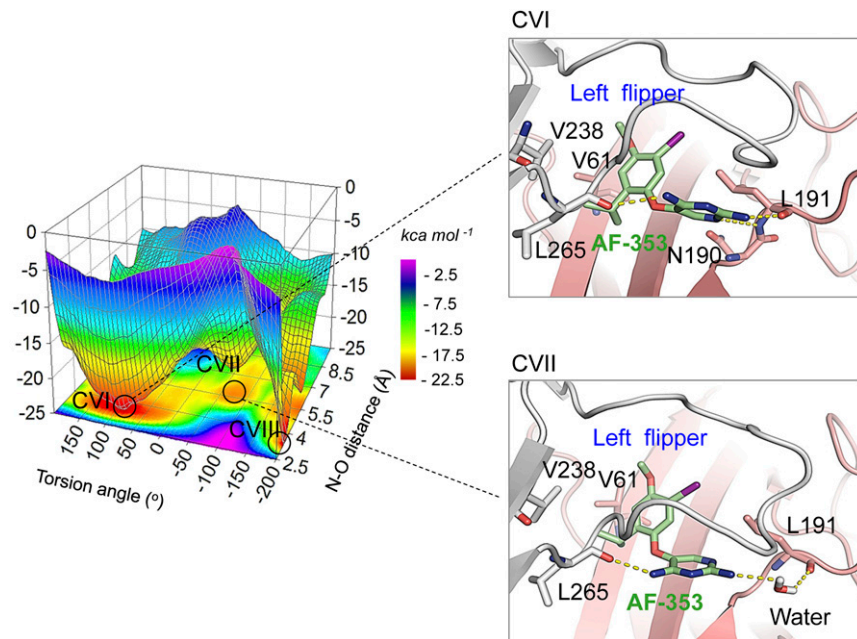 CVI
Left flipper
V238
V61
L191
L265
AF-353
N190
0
-5
-10
-15
-20
-25
0
-5
-10
-15
-20
-25
kca mol -1
- 2.5
- 7.5
- 12.5
- 17.5
- 22.5
CVII
CVI
CVIII
150
100
50
0
-50
-100
-150
-200
Torsion angle (o)
8.5
7
5.5
4
2.5
N-O distance (Å)
CVII
Left flipper
V238
V61
L191
L265
AF-353
Water